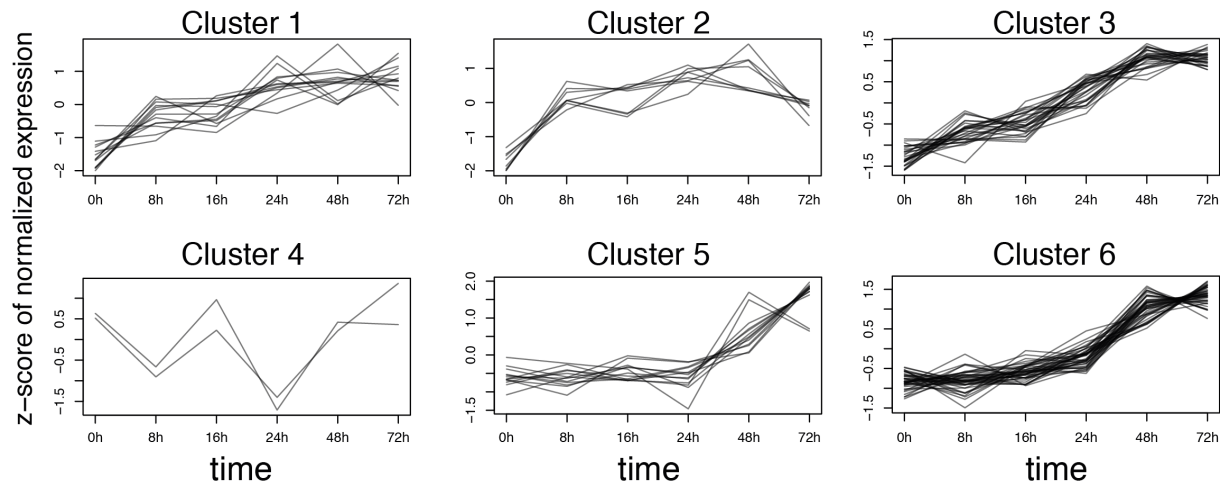 Cluster 1 Cluster 2 Cluster 3
z-score of normalized expression
1
0
-1
-2
0h 8h 16h 24h 48h 72h
1
0
-1
-2
0h 8h 16h 24h 48h 72h
1.5
0.5
-0.5
-1.5
0h 8h 16h 24h 48h 72h
Cluster 4 Cluster 5 Cluster 6
0.5
-0.5
-1.5
0h 8h 16h 24h 48h 72h
2.0
1.0
0.0
-1.5
0h 8h 16h 24h 48h 72h
1.5
0.5
-0.5
-1.5
0h 8h 16h 24h 48h 72h
time time time